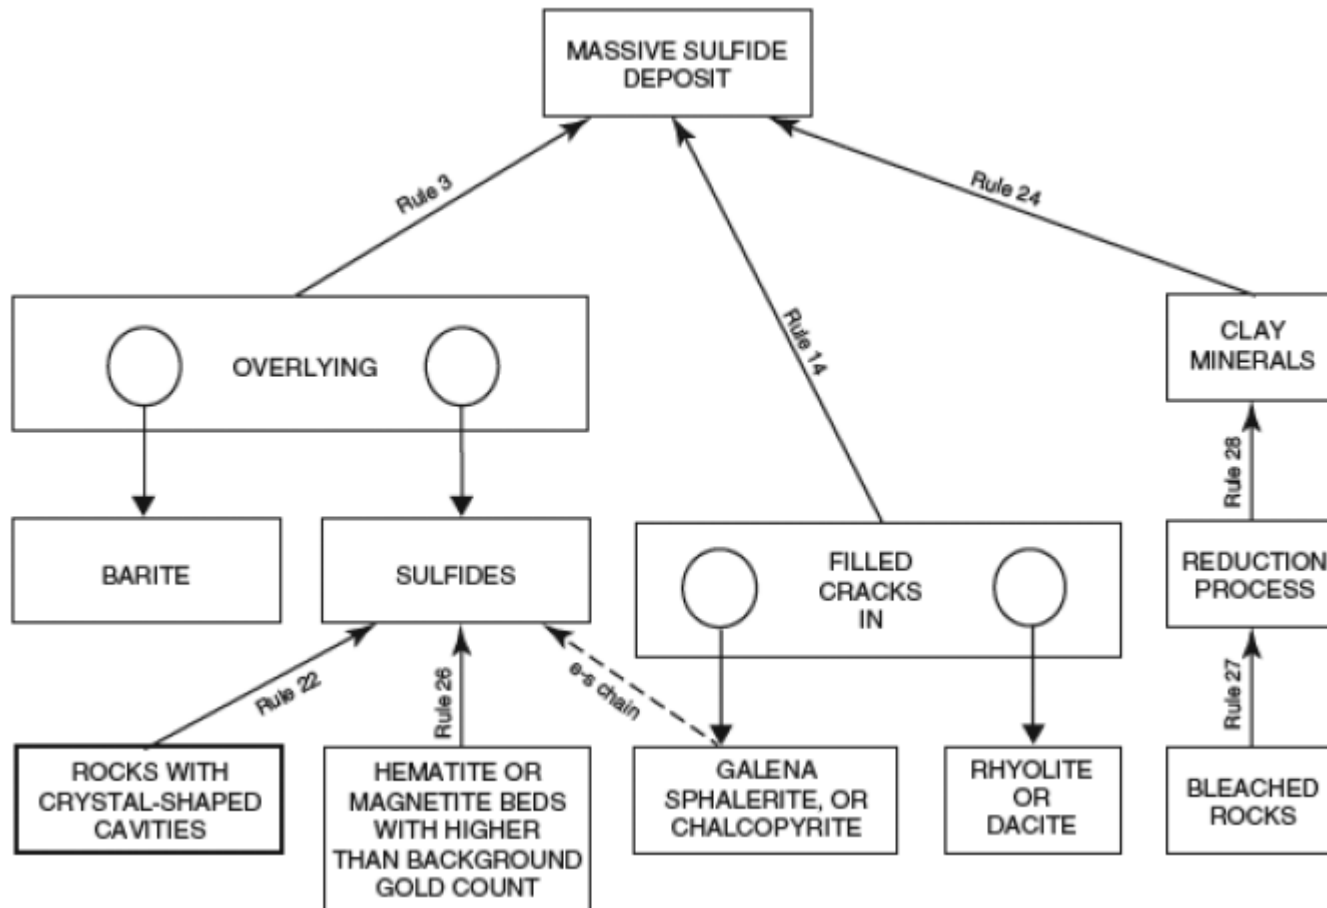 MASSIVE SULFIDE
DEPOSIT
Rule 3
Rule 24
Rule 14
OVERLYING
CLAY
MINERALS
Rule 28
BARITE
SULFIDES
FILLED
CRACKS
IN
REDUCTION
PROCESS
Rule 22
Rule 26
e-s chain
Rule 27
ROCKS WITH
CRYSTAL-SHAPED
CAVITIES
HEMATITE OR
MAGNETITE BEDS
WITH HIGHER
THAN BACKGROUND
GOLD COUNT
GALENA
SPHALERITE, OR
CHALCOPYRITE
RHYOLITE
OR
DACITE
BLEACHED
ROCKS